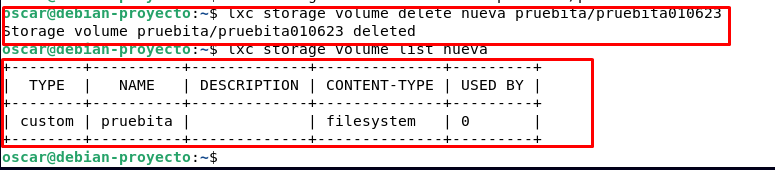 oscar@debian-proyecto:~$ lxc storage volume delete nueva pruebita/pruebita010623
Storage volume pruebita/pruebita010623 deleted
oscar@debian-proyecto:~$ lxc storage volume list nueva
+--------+----------+-------------+--------------+---------+
|  TYPE  |   NAME   | DESCRIPTION | CONTENT-TYPE | USED BY |
+--------+----------+-------------+--------------+---------+
| custom | pruebita |             | filesystem   | 0       |
+--------+----------+-------------+--------------+---------+
oscar@debian-proyecto:~$